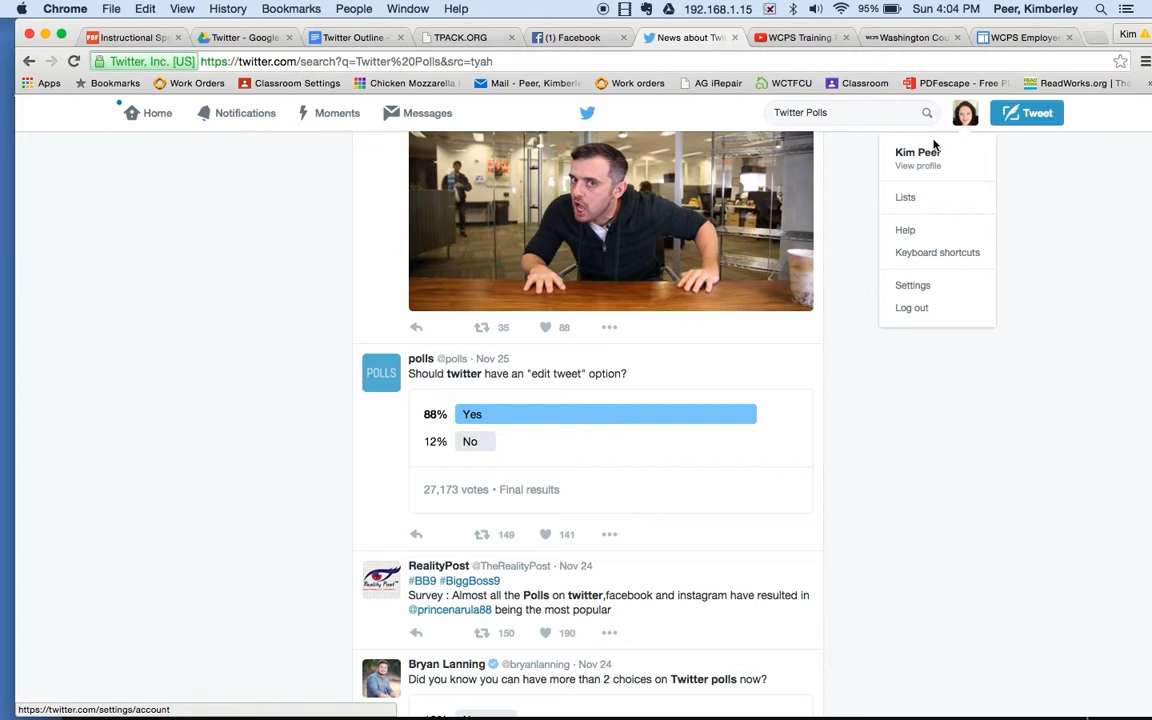 Chrome File Edit View History Bookmarks People Window Help 192.168.1.15 95% Sun 4:04 PM Peer, Kimberley
Instructional Sp Twitter - Google Twitter Outline - TPACK.ORG (1) Facebook News about Twit WCPS Training Washington Cou WCPS Employee Kim
Twitter, Inc. [US] https://twitter.com/search?q=Twitter%20Polls&src=tyah
Apps Bookmarks Work Orders Classroom Settings Chicken Mozzarella Mail - Peer, Kimberle Work orders AG iRepair WCTFCU Classroom PDFescape - Free P ReadWorks.org | The
Home Notifications Moments Messages Twitter Polls Tweet
Kim Peer
View profile
Lists
Help
Keyboard shortcuts
Settings
Log out
35 88
polls @polls · Nov 25
POLLS
Should twitter have an "edit tweet" option?
88% Yes
12% No
27,173 votes • Final results
149 141
RealityPost @TheRealityPost · Nov 24
#BB9 #BiggBoss9
Survey : Almost all the Polls on twitter,facebook and instagram have resulted in
@princenarula88 being the most popular
150 190
Bryan Lanning @bryanlanning · Nov 24
Did you know you can have more than 2 choices on Twitter polls now?
https://twitter.com/settings/account